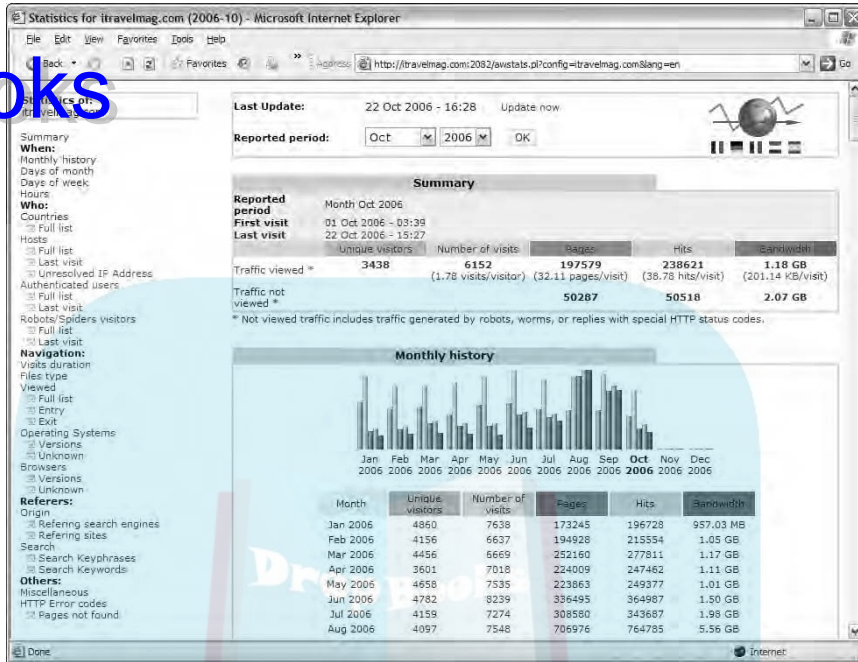 Statistics for itravelmag.com (2006-10) - Microsoft Internet Explorer
File Edit View Favorites Tools Help
Back Favorites » Address http://itravelmag.com:2082/awstats.pl?config=itravelmag.com&lang=en Go
oks
Statistics of:
itravelmag.com
Summary
When:
Monthly history
Days of month
Days of week
Hours
Who:
Countries
Full list
Hosts
Full list
Last visit
Unresolved IP Address
Authenticated users
Full list
Last visit
Robots/Spiders visitors
Full list
Last visit
Navigation:
Visits duration
Files type
Viewed
Full list
Entry
Exit
Operating Systems
Versions
Unknown
Browsers
Versions
Unknown
Referers:
Origin
Refering search engines
Refering sites
Search
Search Keyphrases
Search Keywords
Others:
Miscellaneous
HTTP Error codes
Pages not found
Last Update: 22 Oct 2006 - 16:28 Update now
Reported period: Oct 2006 OK
Summary
Reported period Month Oct 2006
First visit 01 Oct 2006 - 03:39
Last visit 22 Oct 2006 - 15:27
Unique visitors Number of visits Pages Hits Bandwidth
Traffic viewed * 3438 6152 197579 238621 1.18 GB
(1.78 visits/visitor) (32.11 pages/visit) (38.78 hits/visit) (201.14 KB/visit)
Traffic not viewed * 50287 50518 2.07 GB
* Not viewed traffic includes traffic generated by robots, worms, or replies with special HTTP status codes.
Monthly history
Jan Feb Mar Apr May Jun Jul Aug Sep Oct Nov Dec
2006 2006 2006 2006 2006 2006 2006 2006 2006 2006 2006 2006
Month Unique visitors Number of visits Pages Hits Bandwidth
Jan 2006 4860 7638 173245 196728 957.03 MB
Feb 2006 4156 6637 194928 215554 1.05 GB
Mar 2006 4456 6669 252160 277811 1.17 GB
Apr 2006 3601 7018 224009 247462 1.11 GB
May 2006 4658 7535 223863 249377 1.01 GB
Jun 2006 4782 8239 336495 364987 1.50 GB
Jul 2006 4159 7274 308580 343687 1.98 GB
Aug 2006 4097 7548 706976 764785 5.56 GB
DropBooks
Done Internet